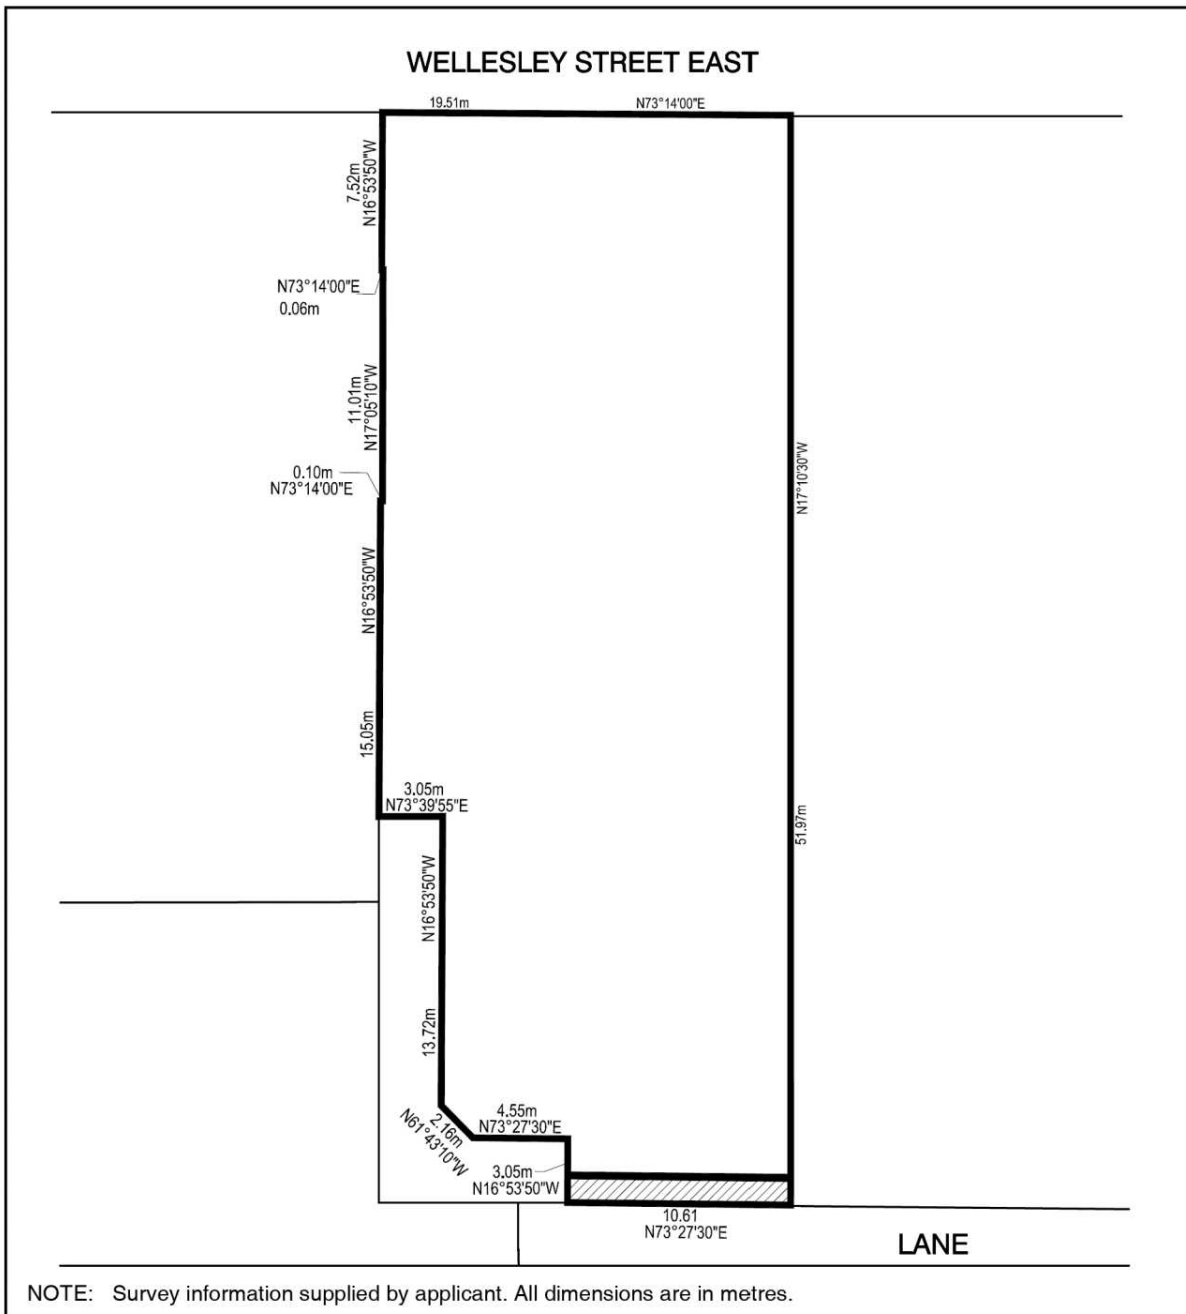 WELLESLEY STREET EAST
19.51m
N73°14'00"E
7.52m
N16°53'50"W
N73°14'00"E
0.06m
11.01m
N17°05'10"W
0.10m
N73°14'00"E
N17°10'30"W
N16°53'50"W
15.05m
3.05m
N73°39'55"E
51.97m
N16°53'50"W
13.72m
2.16m
N61°43'10"W
4.55m
N73°27'30"E
3.05m
N16°53'50"W
10.61
N73°27'30"E
LANE
NOTE: Survey information supplied by applicant. All dimensions are in metres.